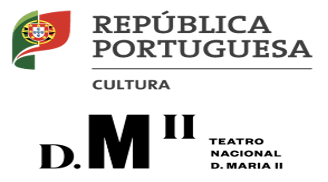 REPÚBLICA
PORTUGUESA
CULTURA
D.M II
TEATRO
NACIONAL
D. MARIA II